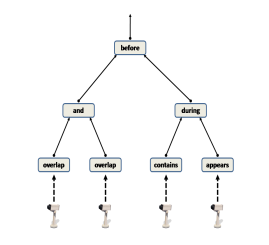 before
and during
overlap overlap contains appears